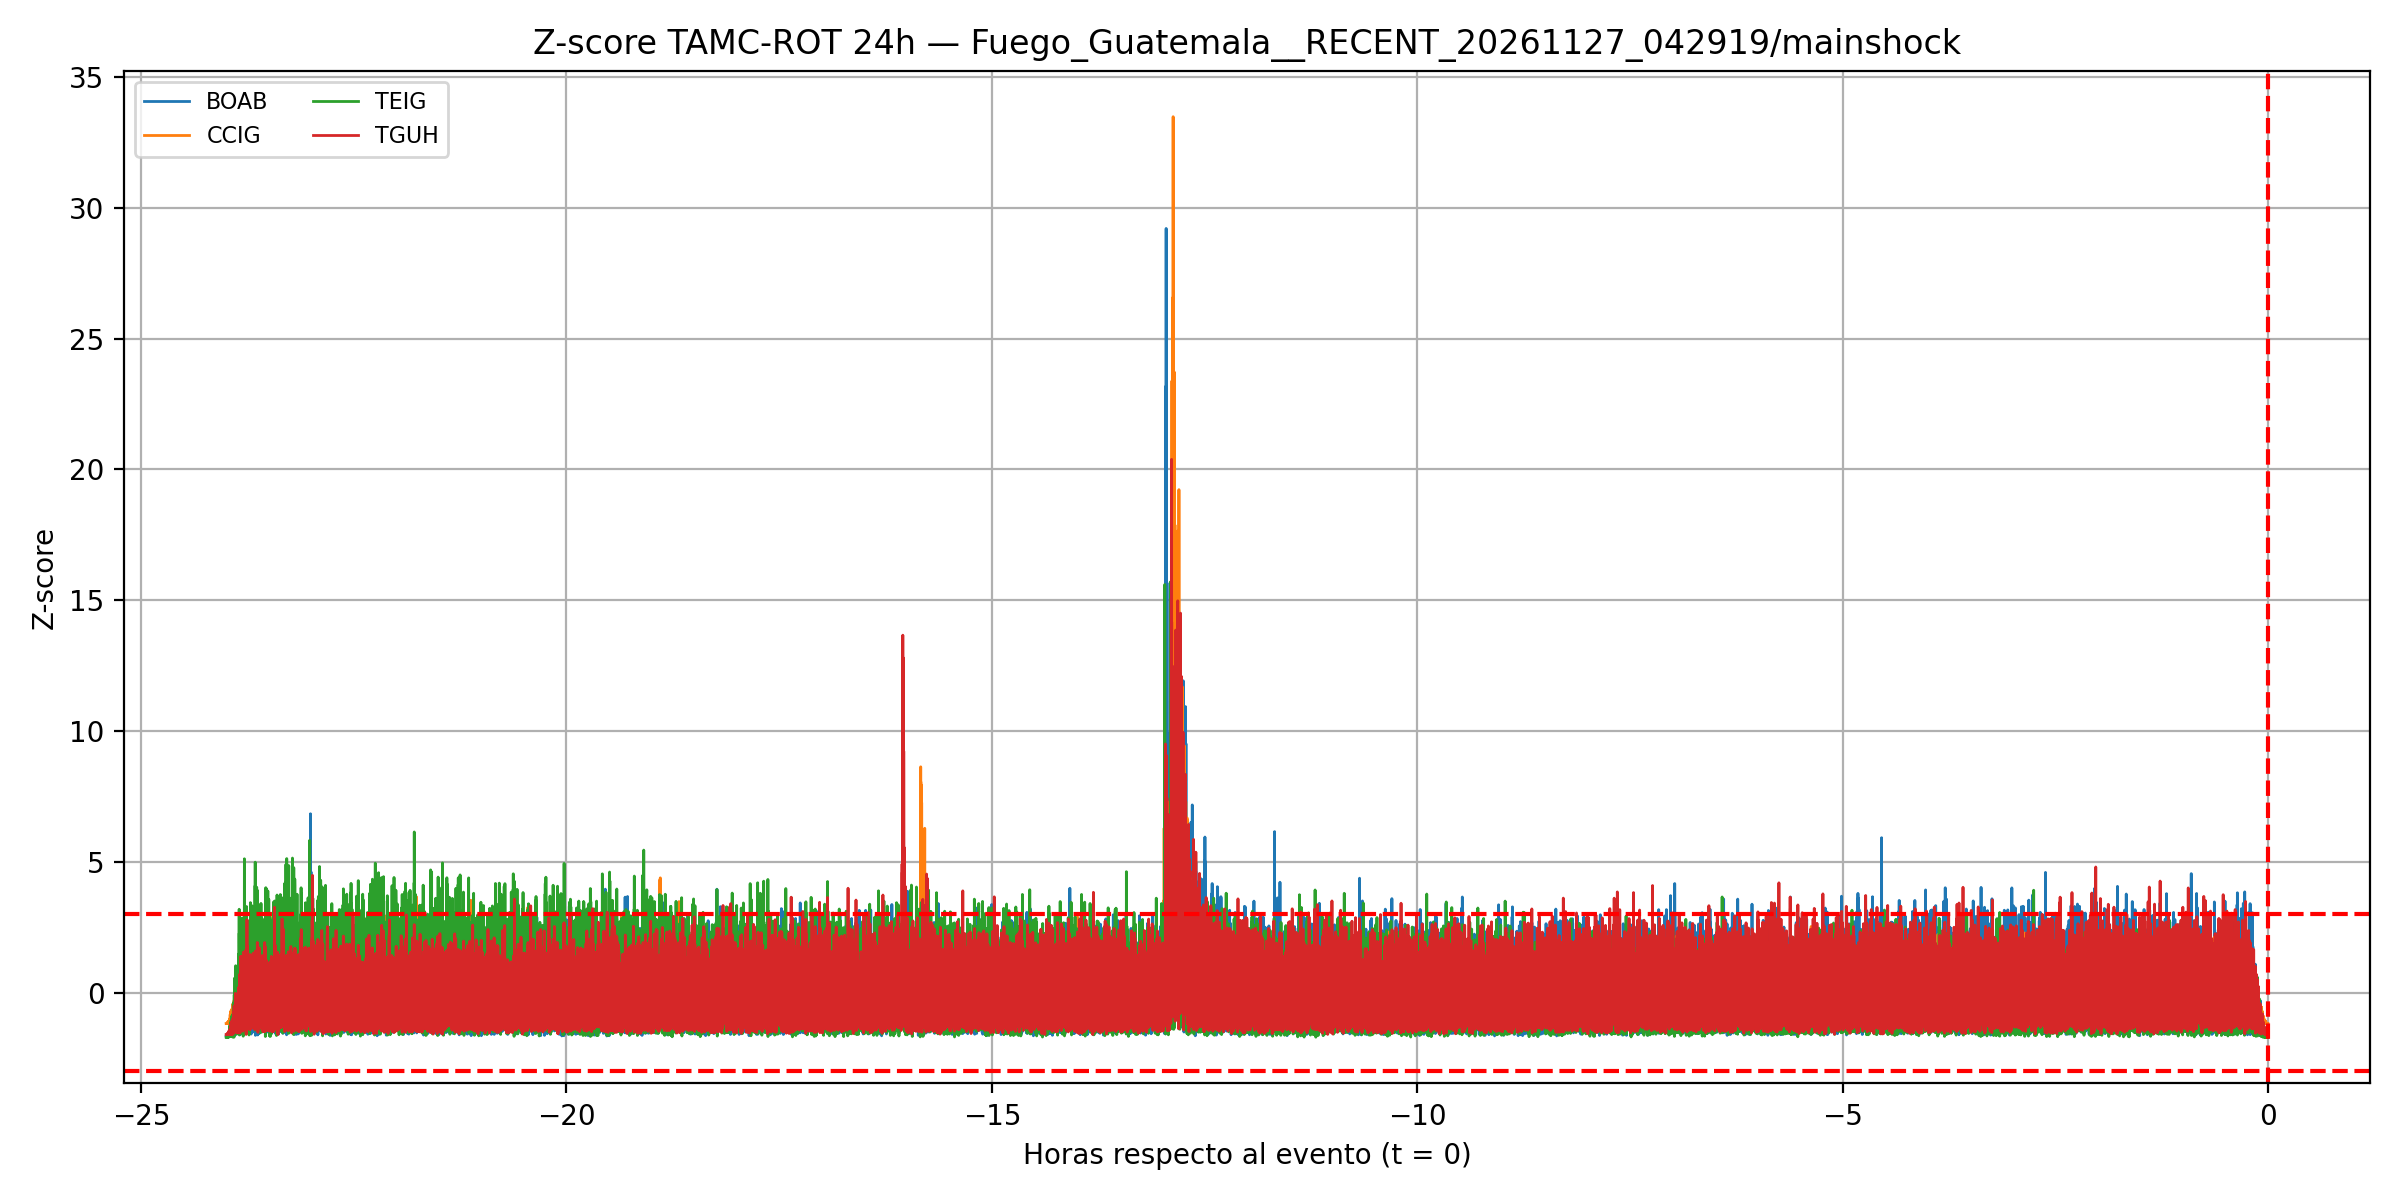 Z-score TAMC-ROT 24h — Fuego_Guatemala__RECENT_20261127_042919/mainshock
BOAB
CCIG
TEIG
TGUH
Z-score
35
30
25
20
15
10
5
0
−25
−20
−15
−10
−5
0
Horas respecto al evento (t = 0)